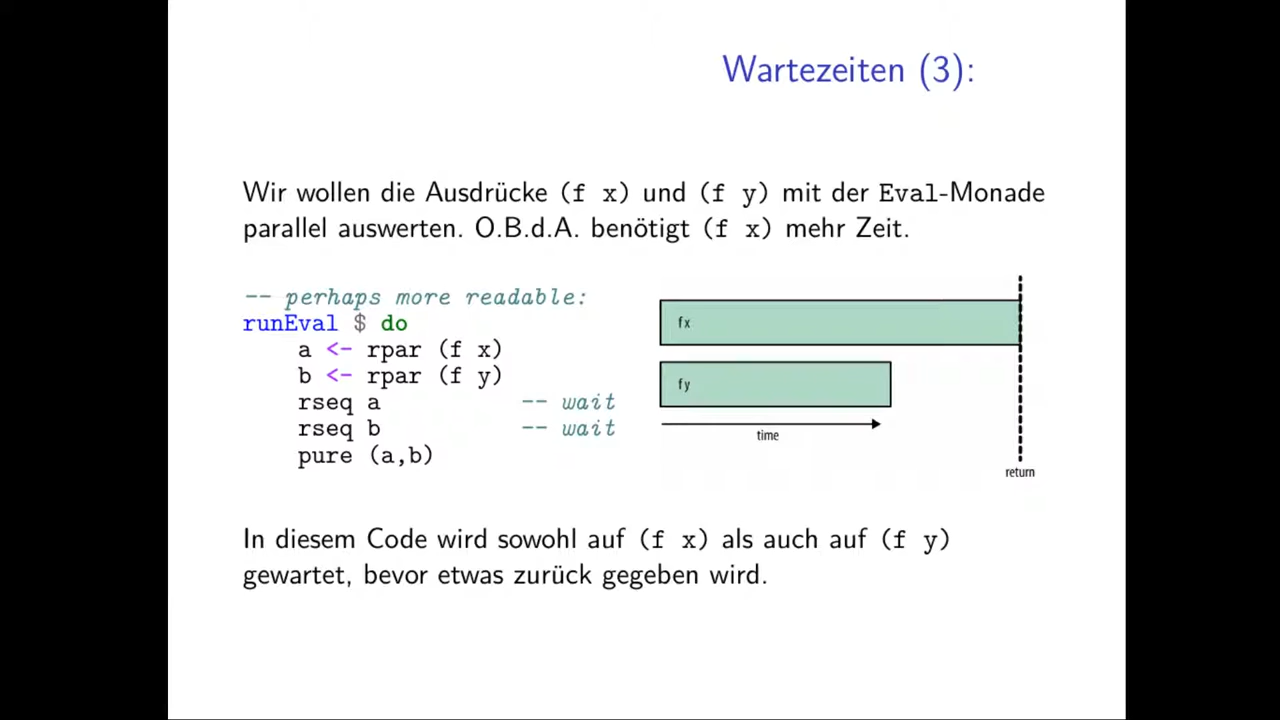 Wartezeiten (3):
Wir wollen die Ausdrücke (f x) und (f y) mit der Eval-Monade
parallel auswerten. O.B.d.A. benötigt (f x) mehr Zeit.
-- perhaps more readable:
runEval $ do
    a <- rpar (f x)
    b <- rpar (f y)
    rseq a          -- wait
    rseq b          -- wait
    pure (a,b)
fx
fy
time
return
In diesem Code wird sowohl auf (f x) als auch auf (f y)
gewartet, bevor etwas zurück gegeben wird.